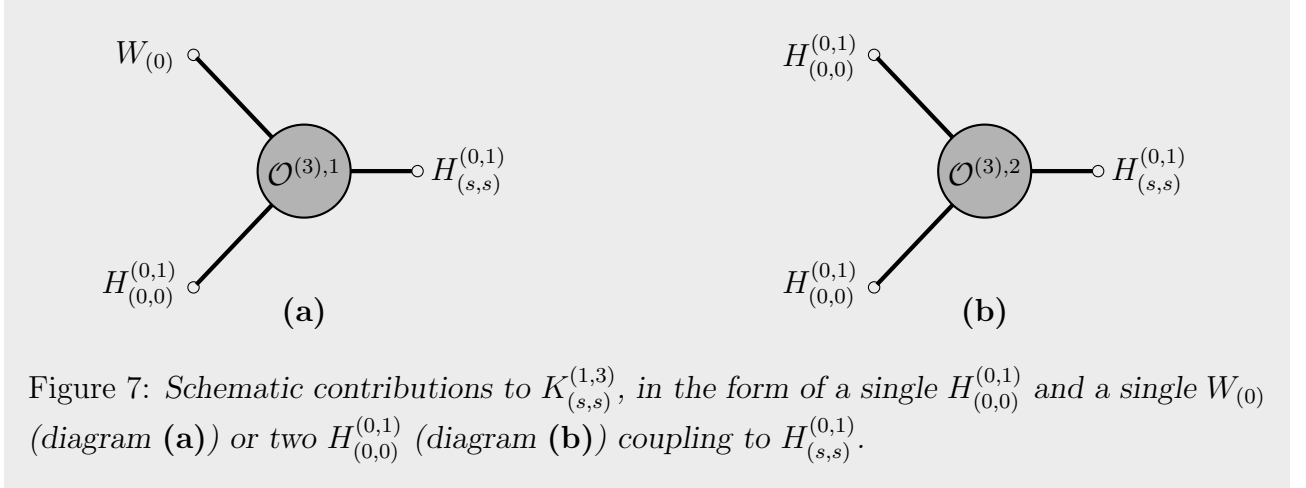 W_{(0)}
\mathcal{O}^{(3),1}
H^{(0,1)}_{(s,s)}
H^{(0,1)}_{(0,0)}
(a)
H^{(0,1)}_{(0,0)}
\mathcal{O}^{(3),2}
H^{(0,1)}_{(s,s)}
H^{(0,1)}_{(0,0)}
(b)
Figure 7: Schematic contributions to K^{(1,3)}_{(s,s)}, in the form of a single H^{(0,1)}_{(0,0)} and a single W_{(0)}
(diagram (a)) or two H^{(0,1)}_{(0,0)} (diagram (b)) coupling to H^{(0,1)}_{(s,s)}.